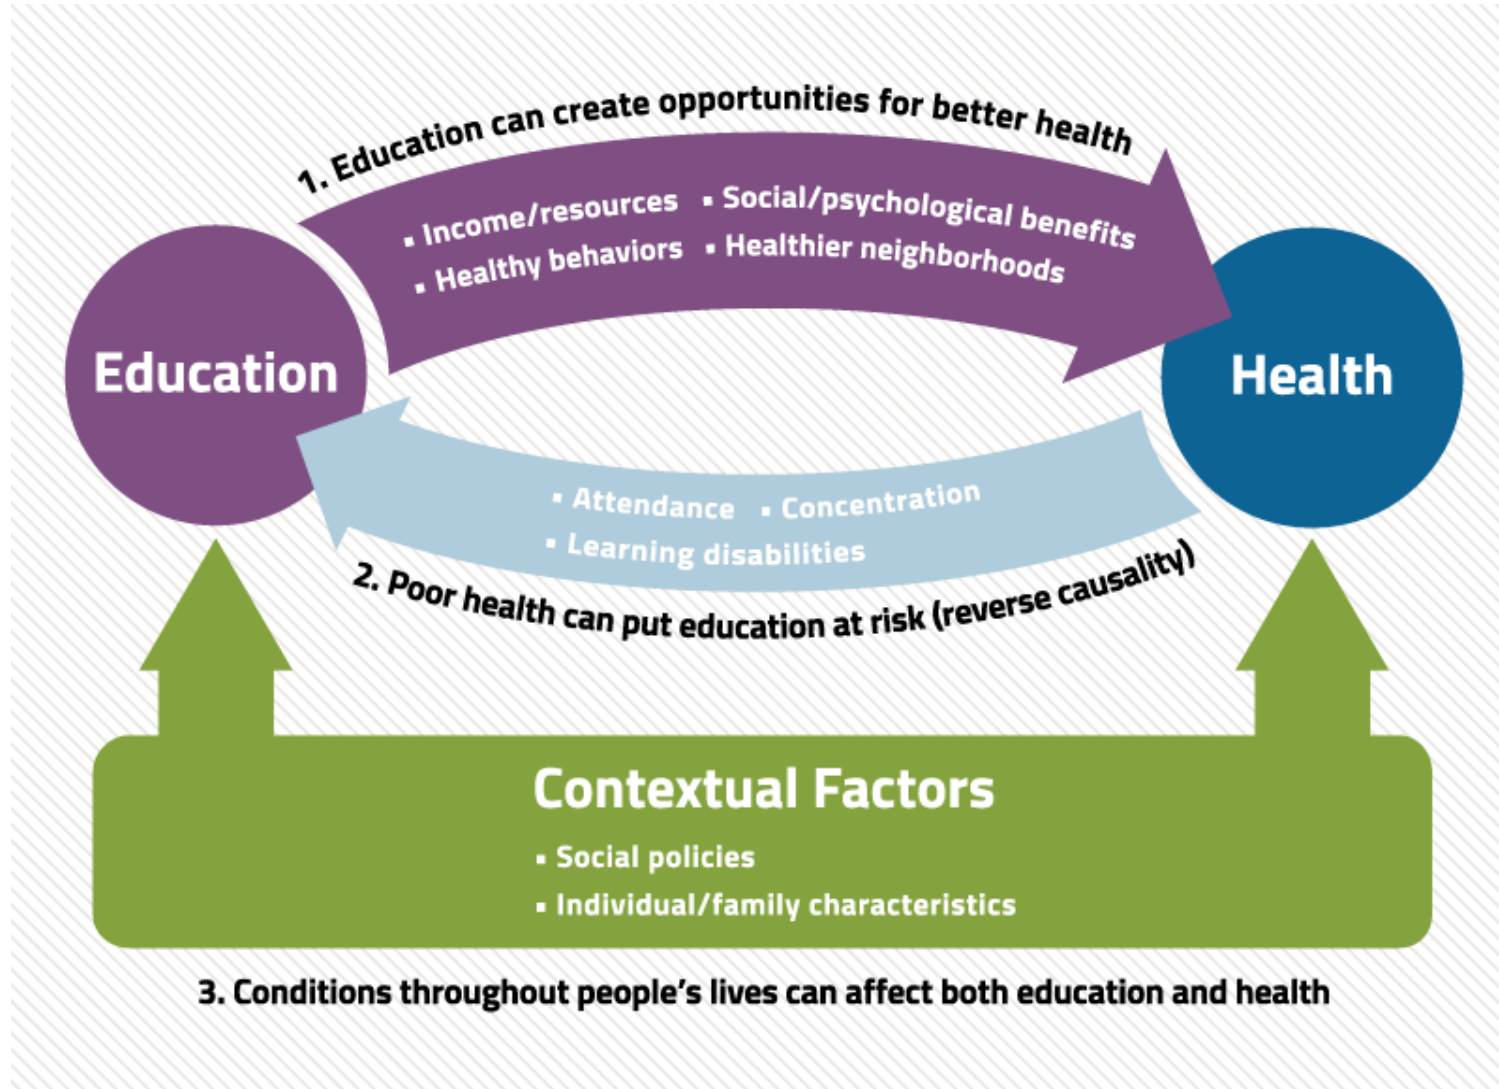 1. Education can create opportunities for better health
▪ Income/resources ▪ Social/psychological benefits
▪ Healthy behaviors ▪ Healthier neighborhoods
Education
Health
▪ Attendance ▪ Concentration
▪ Learning disabilities
2. Poor health can put education at risk (reverse causality)
Contextual Factors
▪ Social policies
▪ Individual/family characteristics
3. Conditions throughout people’s lives can affect both education and health